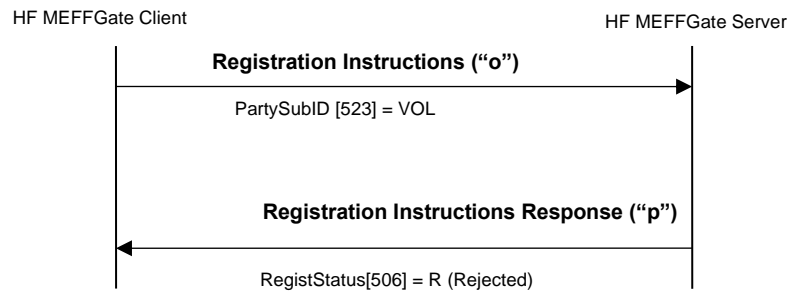 HF MEFFGate Client
HF MEFFGate Server
Registration Instructions (“o”)
PartySubID [523] = VOL
Registration Instructions Response (“p”)
RegistStatus[506] = R (Rejected)